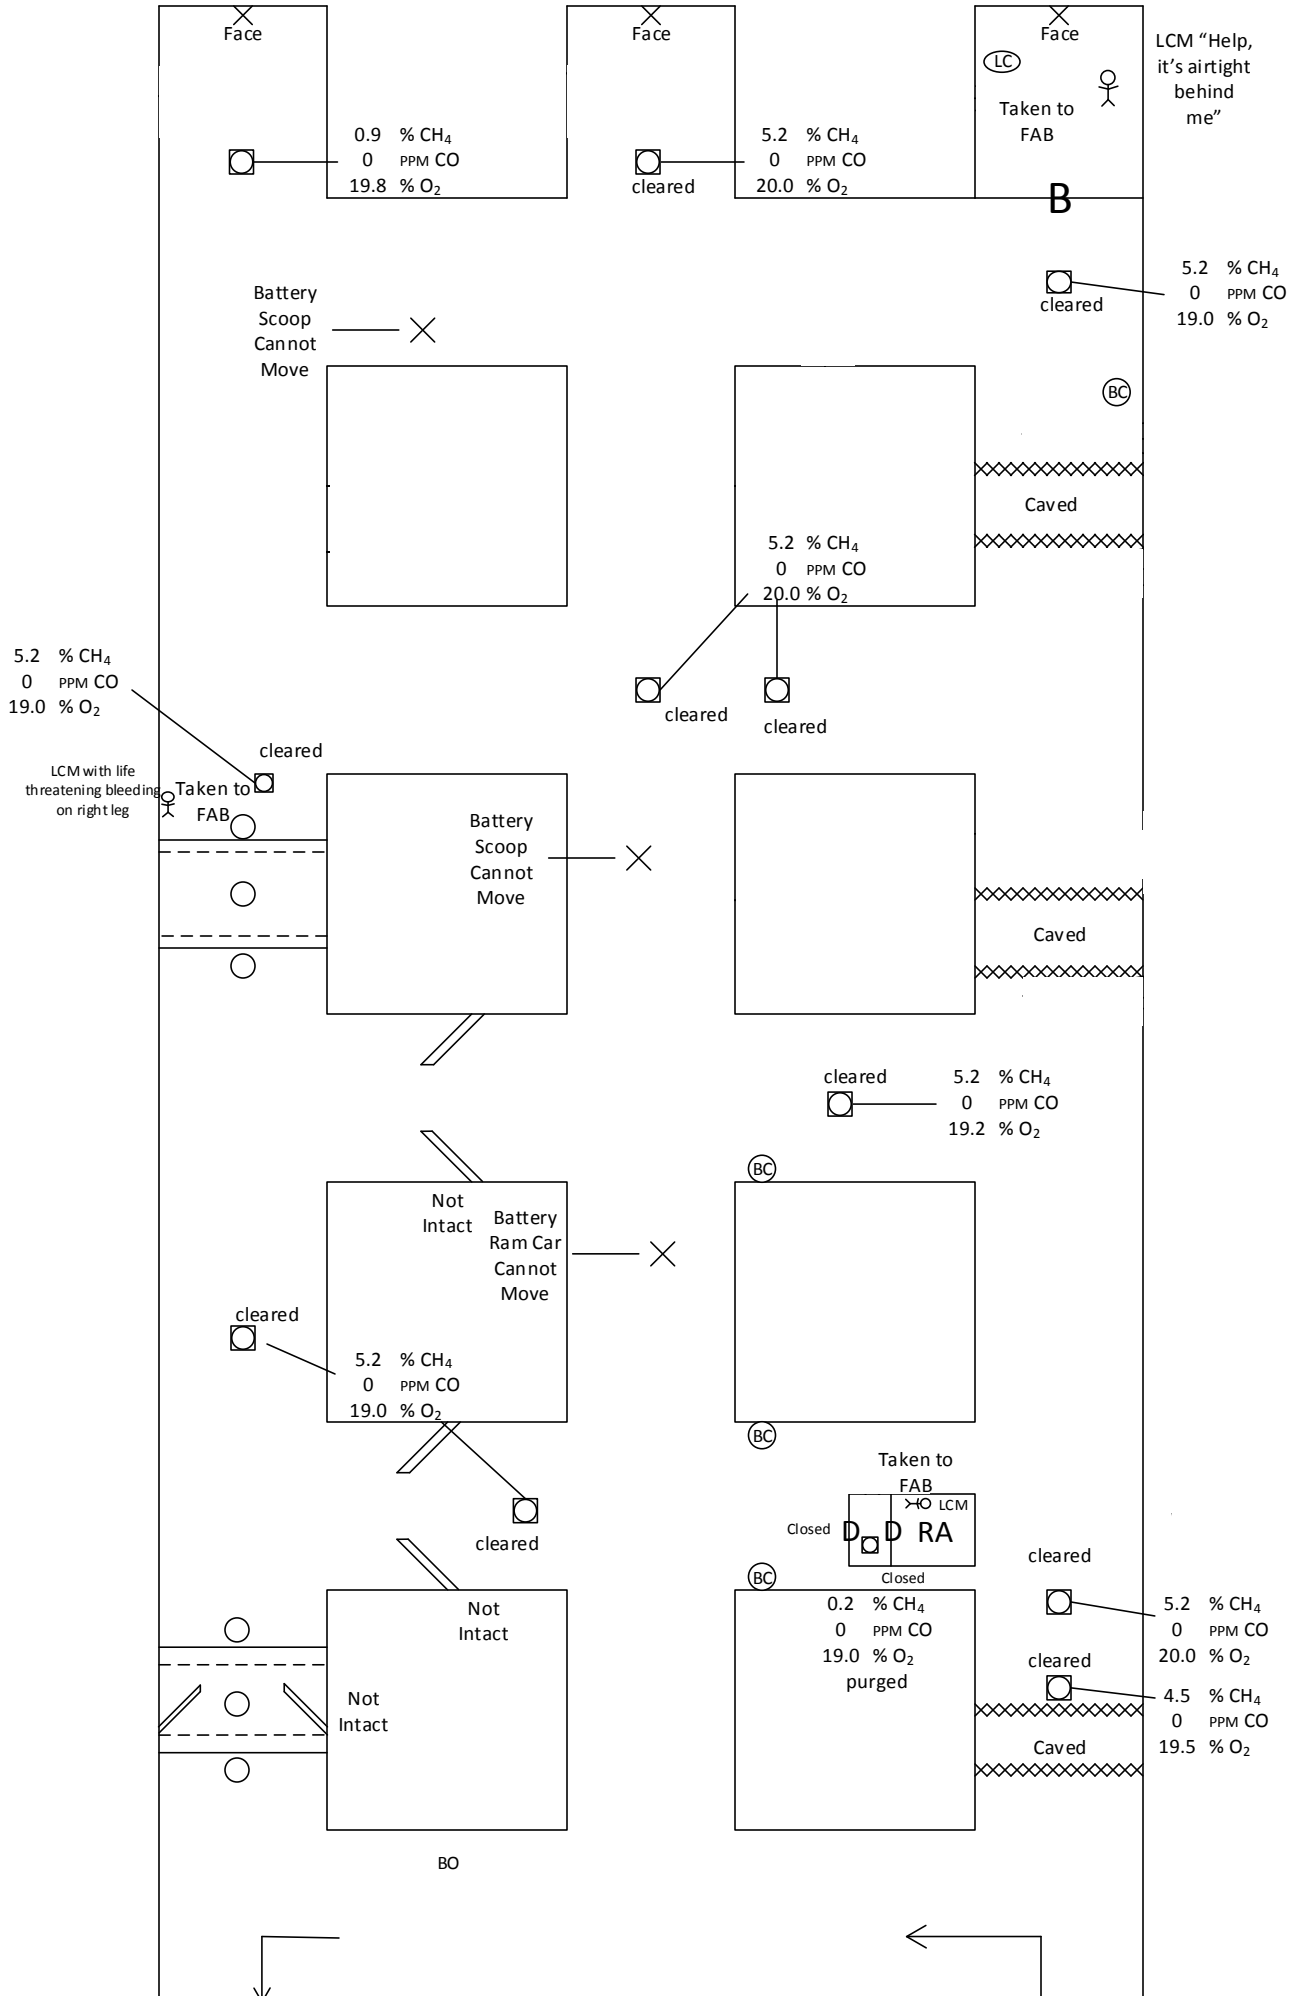 Face
Face
Face
LCM “Help,
it’s airtight
behind
me”
LC
Taken to
FAB
0.9 % CH₄
0 PPM CO
19.8 % O₂
5.2 % CH₄
0 PPM CO
20.0 % O₂
cleared
B
5.2 % CH₄
0 PPM CO
19.0 % O₂
cleared
Battery
Scoop
Cannot
Move
BC
Caved
5.2 % CH₄
0 PPM CO
20.0 % O₂
cleared
cleared
5.2 % CH₄
0 PPM CO
19.0 % O₂
cleared
LCM with life
threatening bleeding
on right leg
Taken to
FAB
Battery
Scoop
Cannot
Move
Caved
cleared
5.2 % CH₄
0 PPM CO
19.2 % O₂
BC
Not
Intact
Battery
Ram Car
Cannot
Move
cleared
5.2 % CH₄
0 PPM CO
19.0 % O₂
BC
cleared
Taken to
FAB
LCM
Closed
D D RA
Closed
BC
cleared
5.2 % CH₄
0 PPM CO
20.0 % O₂
0.2 % CH₄
0 PPM CO
19.0 % O₂
purged
Not
Intact
cleared
4.5 % CH₄
0 PPM CO
19.5 % O₂
Not
Intact
Caved
BO